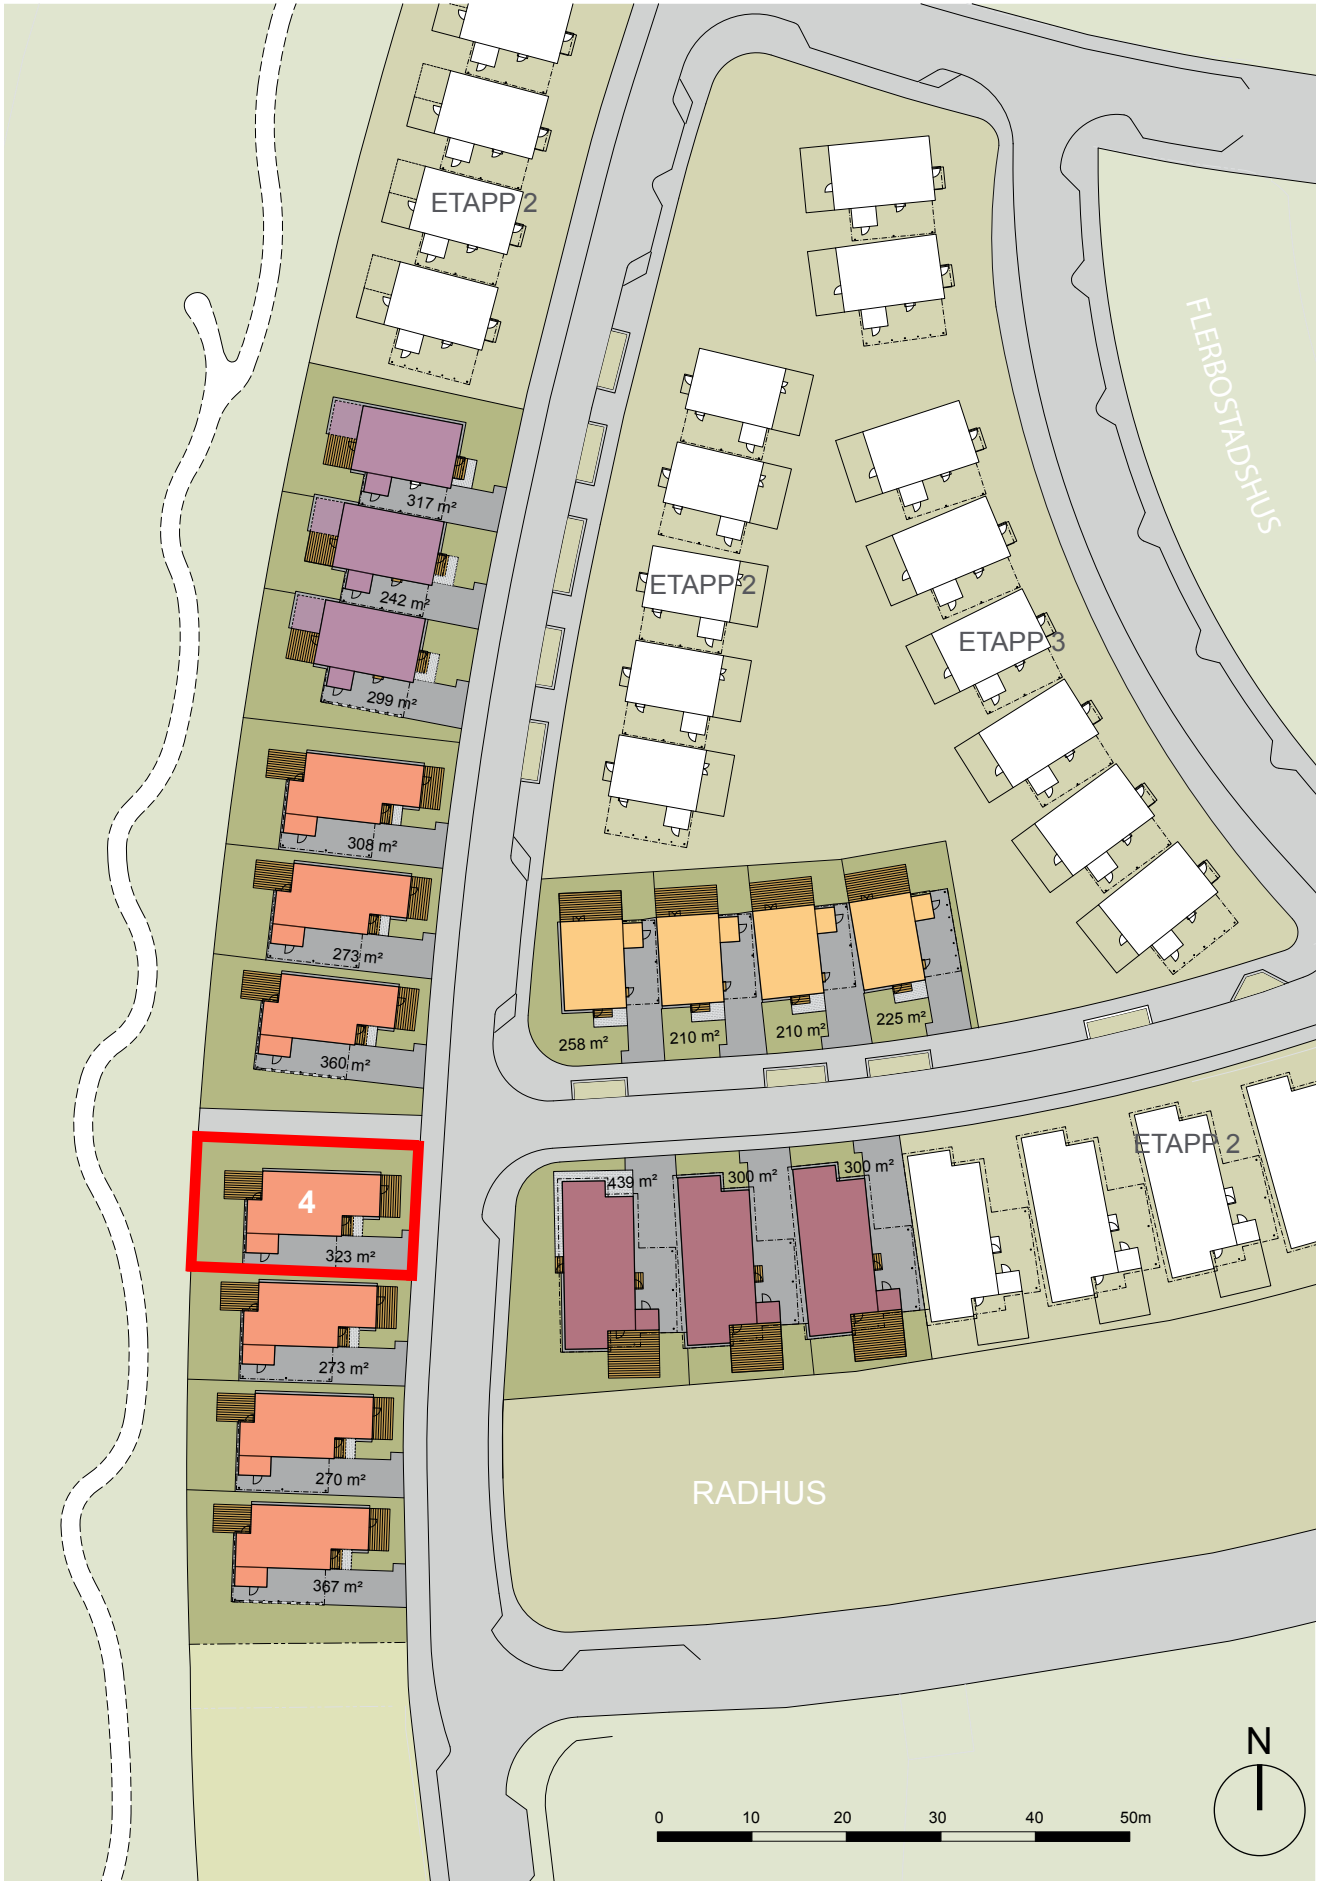 ETAPP 2
FLERBOSTADSHUS
317 m²
ETAPP 2
242 m²
ETAPP 3
299 m²
308 m²
273 m²
258 m²
210 m²
210 m²
225 m²
360 m²
ETAPP 2
439 m²
300 m²
300 m²
4
323 m²
273 m²
270 m²
RADHUS
367 m²
N
0 10 20 30 40 50m